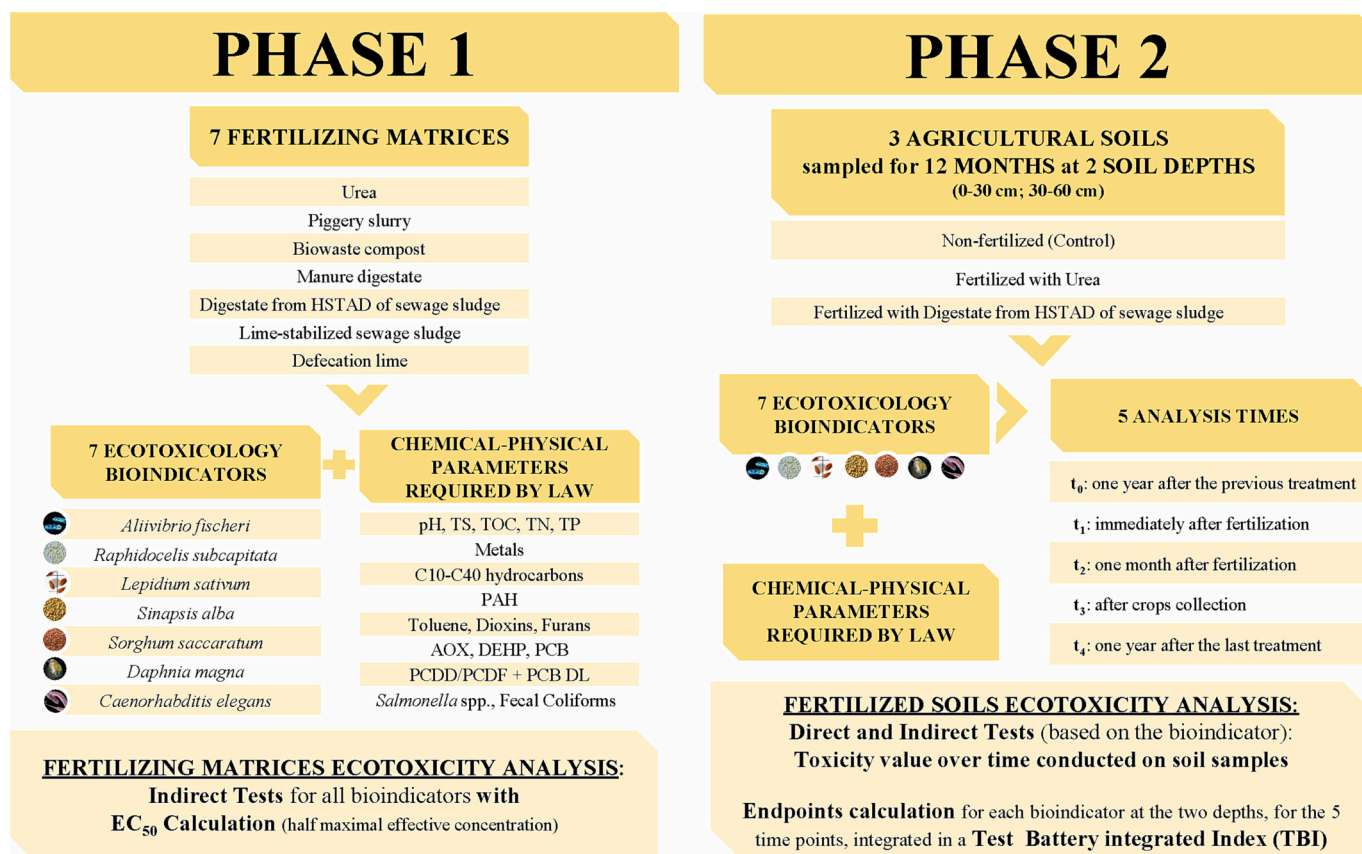 PHASE 1
7 FERTILIZING MATRICES
Urea
Piggery slurry
Biowaste compost
Manure digestate
Digestate from HSTAD of sewage sludge
Lime-stabilized sewage sludge
Defecation lime
7 ECOTOXICOLOGY
BIOINDICATORS
Aliivibrio fischeri
Raphidocelis subcapitata
Lepidium sativum
Sinapsis alba
Sorghum saccaratum
Daphnia magna
Caenorhabditis elegans
CHEMICAL-PHYSICAL
PARAMETERS
REQUIRED BY LAW
pH, TS, TOC, TN, TP
Metals
C10-C40 hydrocarbons
PAH
Toluene, Dioxins, Furans
AOX, DEHP, PCB
PCDD/PCDF + PCB DL
Salmonella spp., Fecal Coliforms
FERTILIZING MATRICES ECOTOXICITY ANALYSIS:
Indirect Tests for all bioindicators with
EC50 Calculation (half maximal effective concentration)
PHASE 2
3 AGRICULTURAL SOILS
sampled for 12 MONTHS at 2 SOIL DEPTHS
(0-30 cm; 30-60 cm)
Non-fertilized (Control)
Fertilized with Urea
Fertilized with Digestate from HSTAD of sewage sludge
7 ECOTOXICOLOGY
BIOINDICATORS
CHEMICAL-PHYSICAL
PARAMETERS
REQUIRED BY LAW
5 ANALYSIS TIMES
t0: one year after the previous treatment
t1: immediately after fertilization
t2: one month after fertilization
t3: after crops collection
t4: one year after the last treatment
FERTILIZED SOILS ECOTOXICITY ANALYSIS:
Direct and Indirect Tests (based on the bioindicator):
Toxicity value over time conducted on soil samples
Endpoints calculation for each bioindicator at the two depths, for the 5
time points, integrated in a Test Battery integrated Index (TBI)